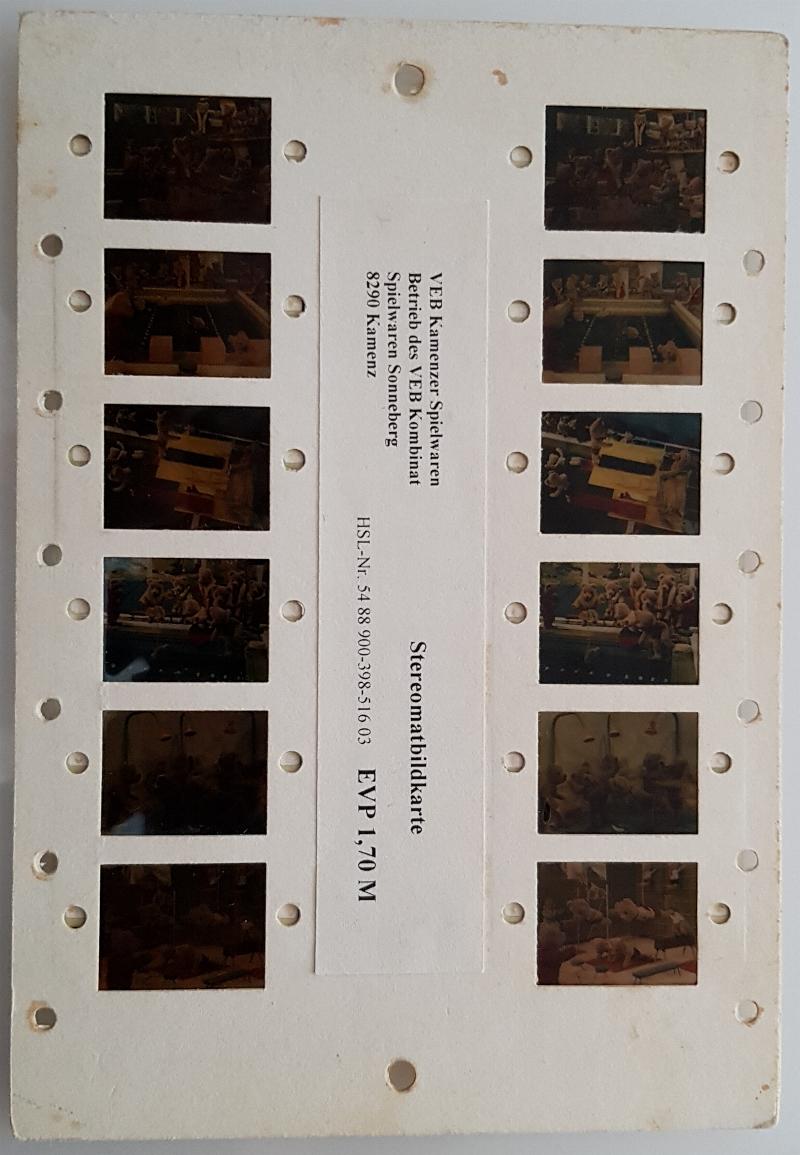 VEB Kamenzer Spielwaren
Betrieb des VEB Kombinat
Spielwaren Sonneberg
8290 Kamenz
Stereomatbildkarte
HSL-Nr. 54 88 900-398-516 03 EVP 1,70 M